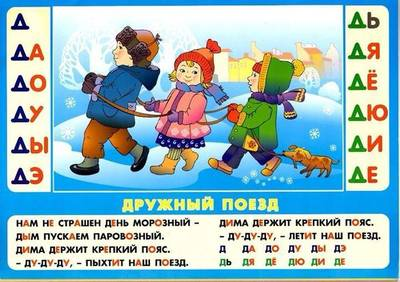 Д
ДА
ДО
ДУ
ДЫ
ДЭ
ДЬ
ДЯ
ДЁ
ДЮ
ДИ
ДЕ
ДРУЖНЫЙ ПОЕЗД
НАМ НЕ СТРАШЕН ДЕНЬ МОРОЗНЫЙ –
ДЫМ ПУСКАЕМ ПАРОВОЗНЫЙ.
ДИМА ДЕРЖИТ КРЕПКИЙ ПОЯС.
– ДУ-ДУ-ДУ, – ПЫХТИТ НАШ ПОЕЗД.
ДИМА ДЕРЖИТ КРЕПКИЙ ПОЯС.
– ДУ-ДУ-ДУ, – ЛЕТИТ НАШ ПОЕЗД.
Д ДА ДО ДУ ДЫ ДЭ
ДЬ ДЯ ДЁ ДЮ ДИ ДЕ